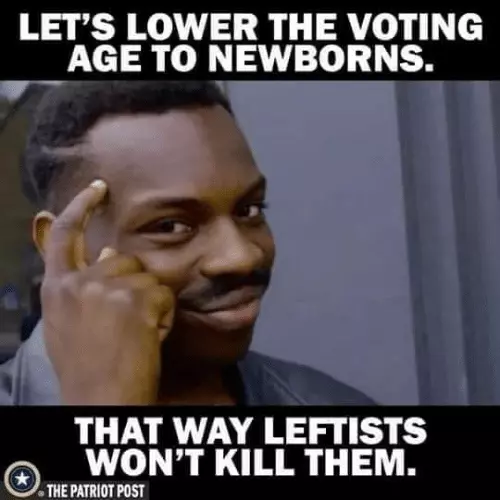 LET'S LOWER THE VOTING
AGE TO NEWBORNS.
THAT WAY LEFTISTS
WON'T KILL THEM.
THE PATRIOT POST